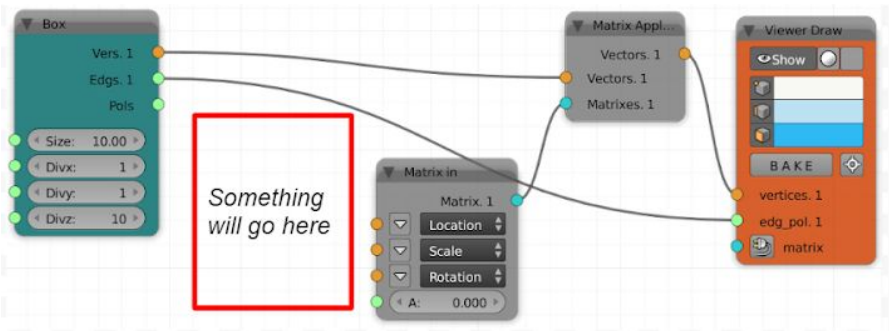 Box
Vers. 1
Edgs. 1
Pols
Size: 10.00
Divx: 1
Divy: 1
Divz: 10
Something
will go here
Matrix in
Matrix. 1
Location
Scale
Rotation
A: 0.000
Matrix Appl...
Vectors. 1
Vectors. 1
Matrixes. 1
Viewer Draw
Show
BAKE
vertices. 1
edg_pol. 1
matrix